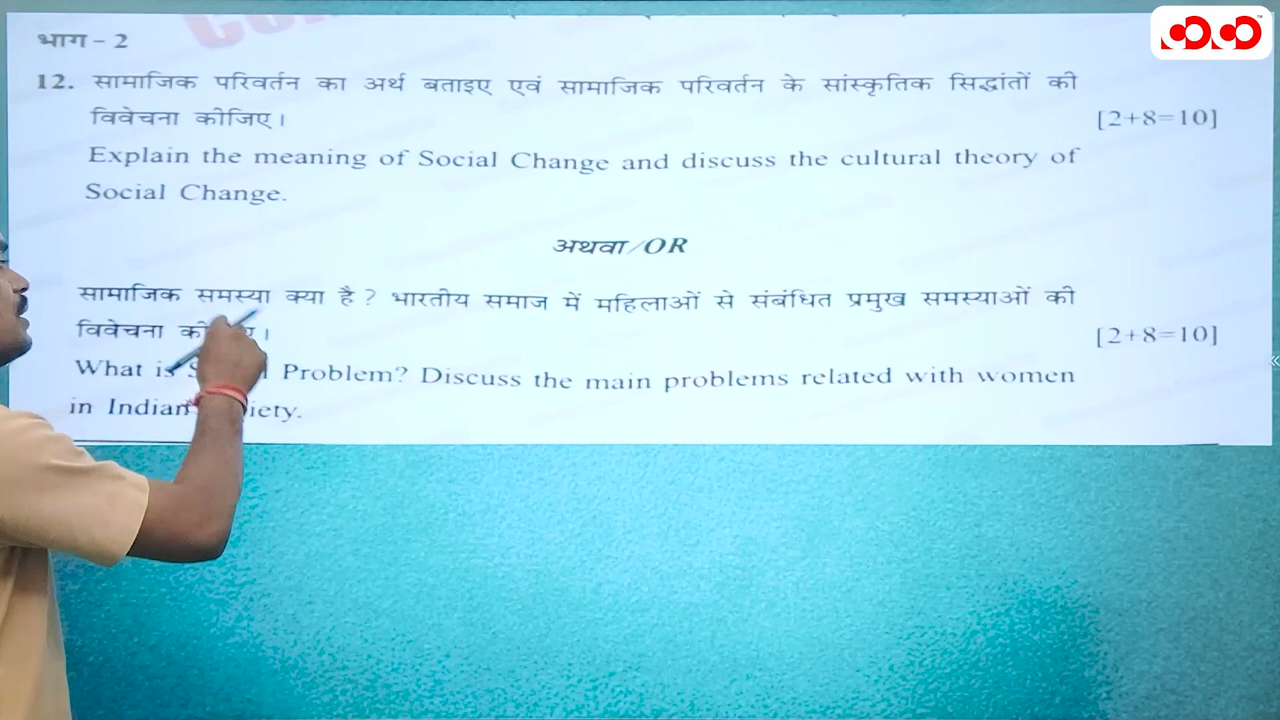 भाग – 2
12. सामाजिक परिवर्तन का अर्थ बताइए एवं सामाजिक परिवर्तन के सांस्कृतिक सिद्धांतों की
विवेचना कीजिए। [2+8=10]
Explain the meaning of Social Change and discuss the cultural theory of
Social Change.
अथवा/OR
सामाजिक समस्या क्या है? भारतीय समाज में महिलाओं से संबंधित प्रमुख समस्याओं की
विवेचना [2+8=10]
What is Problem? Discuss the main problems related with women
in Indian